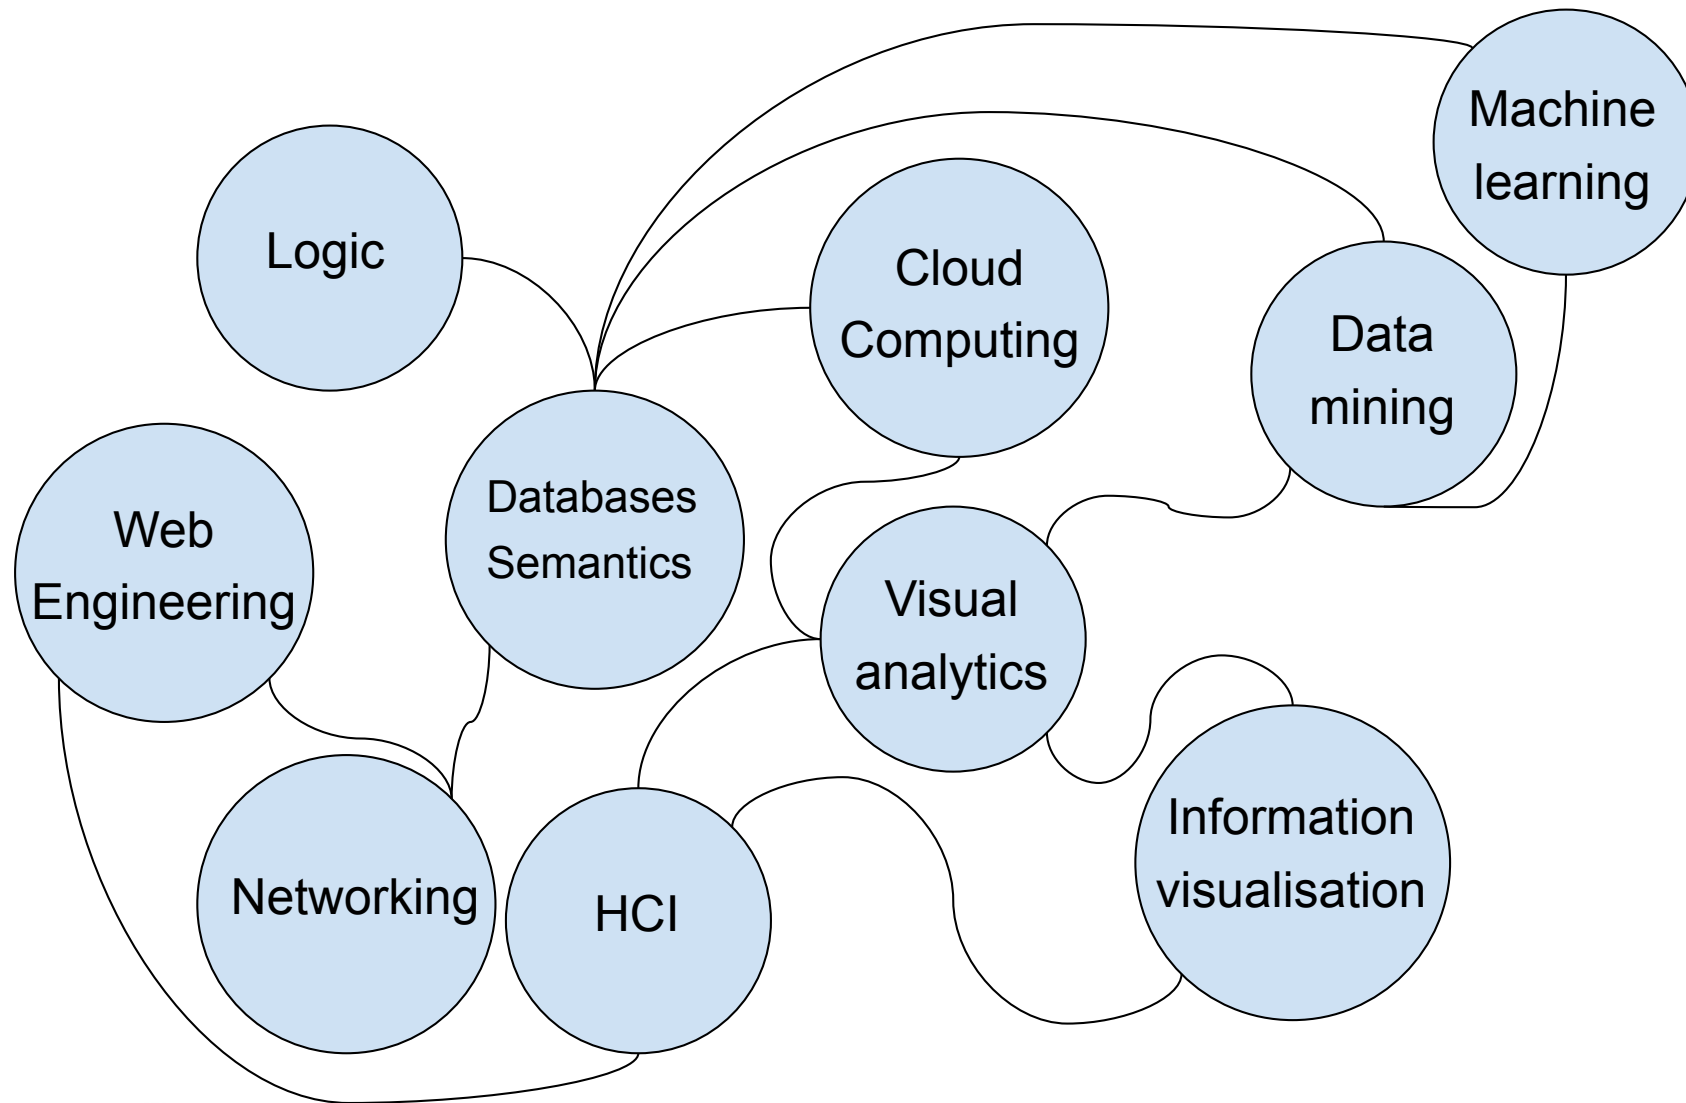 Machine
learning
Logic
Cloud
Computing
Data
mining
Databases
Semantics
Web
Engineering
Visual
analytics
Information
visualisation
Networking
HCI